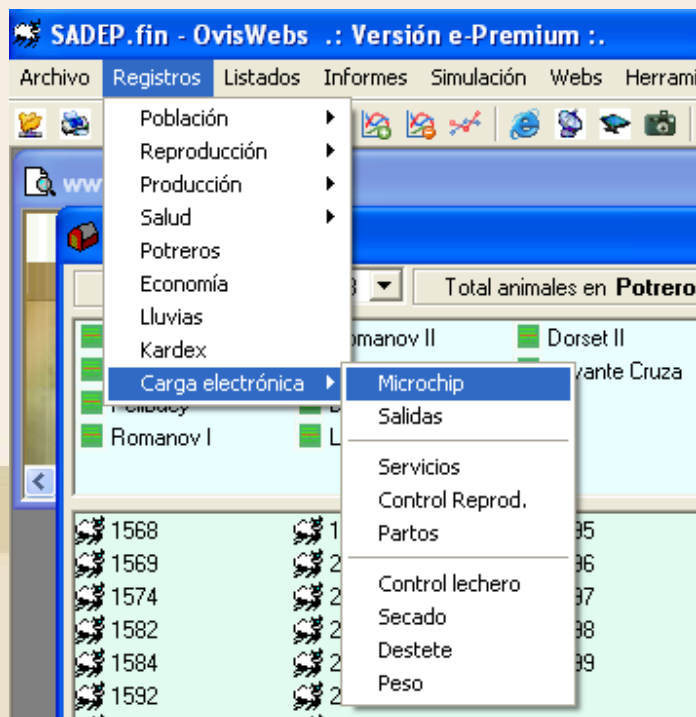 SADEP.fin - OvisWebs .: Versión e-Premium :.
Archivo Registros Listados Informes Simulación Webs
Población
Reproducción
Producción
Salud
Potreros
Economía
Lluvias
Kardex
Carga electrónica
Total animales en Potrero
II Dorset II
Cruza
Romanov I
Microchip
Salidas
Servicios
Control Reprod.
Partos
Control lechero
Secado
Destete
Peso
1568
1569
1574
1582
1584
1592